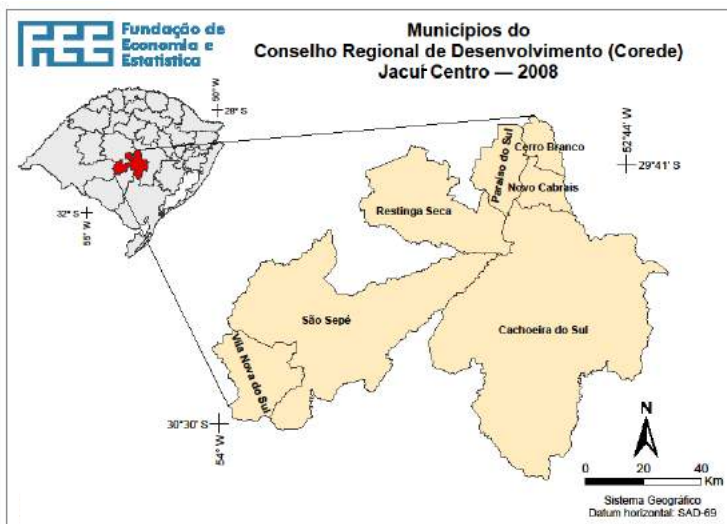 FEE
Fundação de
Economia e
Estatística
Municípios do
Conselho Regional de Desenvolvimento (Corede)
Jacuí Centro — 2008
50° W
28° S
32° S
55° W
52°44' W
29°41' S
Cerro Branco
Paraíso do Sul
Novo Cabrais
Restinga Seca
São Sepé
Cachoeira do Sul
Vila Nova do Sul
30°30' S
54° W
N
0 20 40
Km
Sistema Geográfico
Datum horizontal: SAD-69